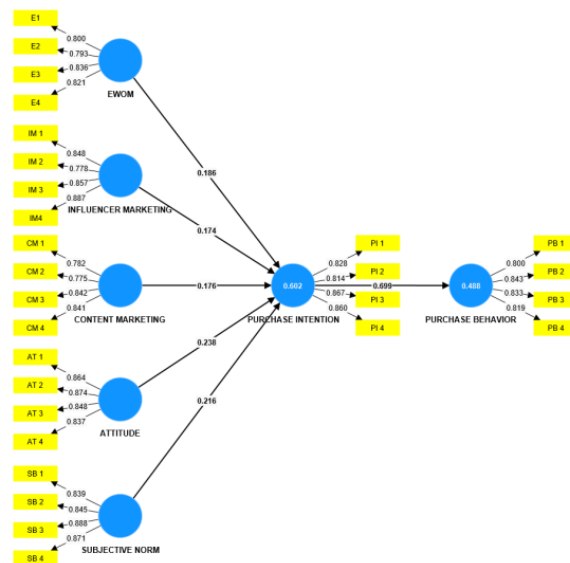 E1
0.800
E2
0.793
E3
0.836
0.821
E4
EWOM
0.186
IM 1
0.848
IM 2
0.778
IM 3
0.857
0.887
IM4
INFLUENCER MARKETING
0.174
CM 1
0.782
CM 2
0.775
CM 3
0.842
0.841
CM 4
CONTENT MARKETING
0.176
AT 1
0.864
AT 2
0.874
AT 3
0.848
0.837
AT 4
ATTITUDE
0.238
SB 1
0.839
SB 2
0.845
SB 3
0.888
0.871
SB 4
SUBJECTIVE NORM
0.216
0.602
PURCHASE INTENTION
PI 1
0.828
PI 2
0.814
0.699
0.867
PI 3
0.860
PI 4
0.488
PURCHASE BEHAVIOR
PB 1
0.800
PB 2
0.843
0.833
PB 3
0.819
PB 4